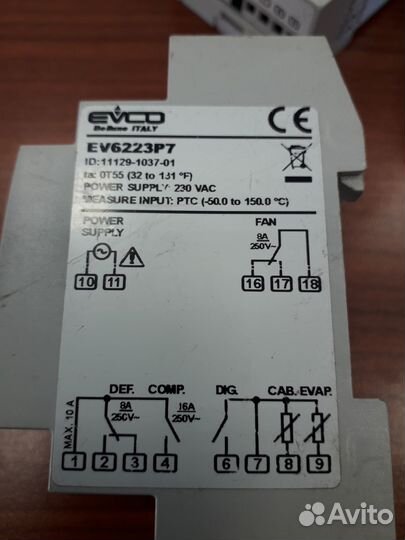 EVCO
Belluno ITALY
CE
EV6223P7
ID:11129-1037-01
ta: 0T55 (32 to 131 °F)
POWER SUPPLY: 230 VAC
MEASURE INPUT: PTC (-50.0 to 150.0 °C)
POWER SUPPLY
FAN
8A
250V~
10 11
16 17 18
MAX. 10 A
DEF. COMP. DIG. CAB. EVAP.
8A 250V~
16A 250V~
1 2 3 4 6 7 8 9
Avito